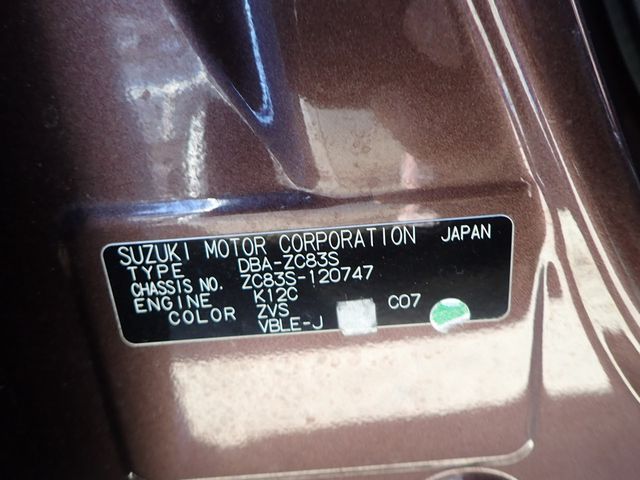 SUZUKI MOTOR CORPORATION JAPAN
TYPE DBA-ZC83S
CHASSIS NO. ZC83S-120747
ENGINE K12C
COLOR ZVS C07
VBLE-J